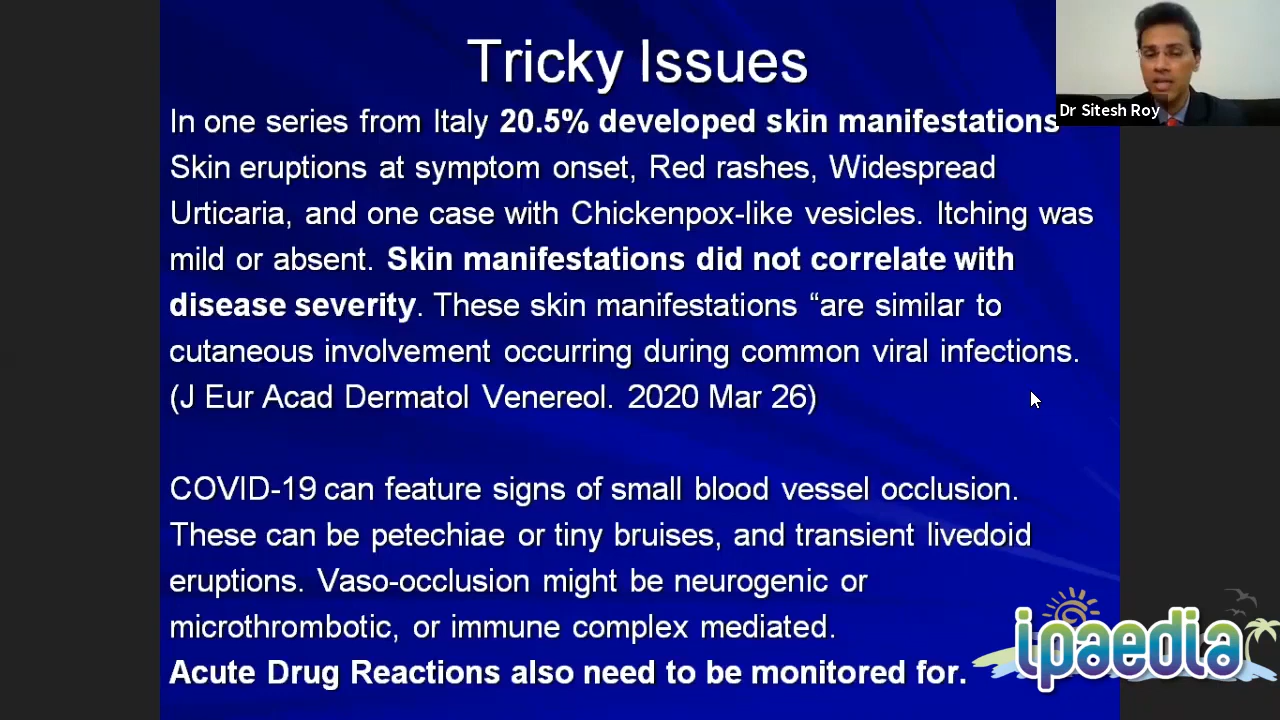 Tricky Issues
Dr Sitesh Roy
In one series from Italy 20.5% developed skin manifestations
Skin eruptions at symptom onset, Red rashes, Widespread
Urticaria, and one case with Chickenpox-like vesicles. Itching was
mild or absent. Skin manifestations did not correlate with
disease severity. These skin manifestations “are similar to
cutaneous involvement occurring during common viral infections.
(J Eur Acad Dermatol Venereol. 2020 Mar 26)
COVID-19 can feature signs of small blood vessel occlusion.
These can be petechiae or tiny bruises, and transient livedoid
eruptions. Vaso-occlusion might be neurogenic or
microthrombotic, or immune complex mediated.
Acute Drug Reactions also need to be monitored for.
ipaedia